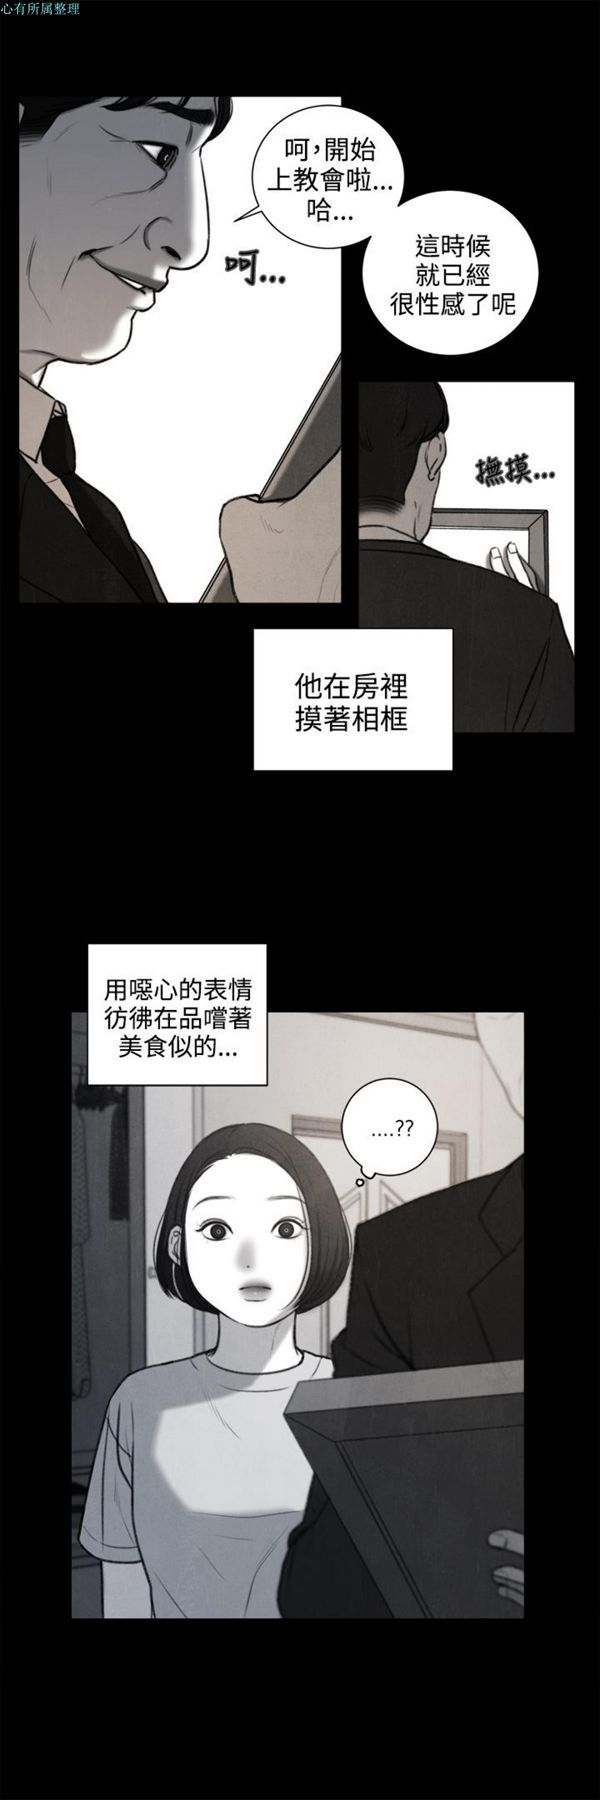 心有所属整理
呵,開始
上教會啦...
哈...
呵...
這時候
就已經
很性感了呢
撫摸...
他在房裡
摸著相框
用噁心的表情
彷彿在品嚐著
美食似的...
....??